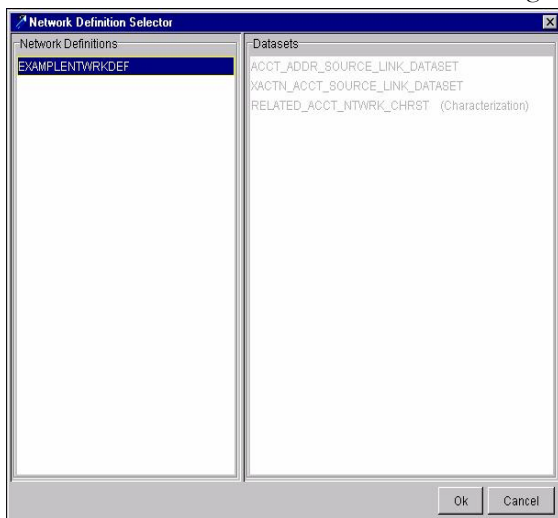 Network Definition Selector
Network Definitions
EXAMPLENTWRKDEF
Datasets
ACCT_ADDR_SOURCE_LINK_DATASET
XACTN_ACCT_SOURCE_LINK_DATASET
RELATED_ACCT_NTWRK_CHRST (Characterization)
Ok Cancel